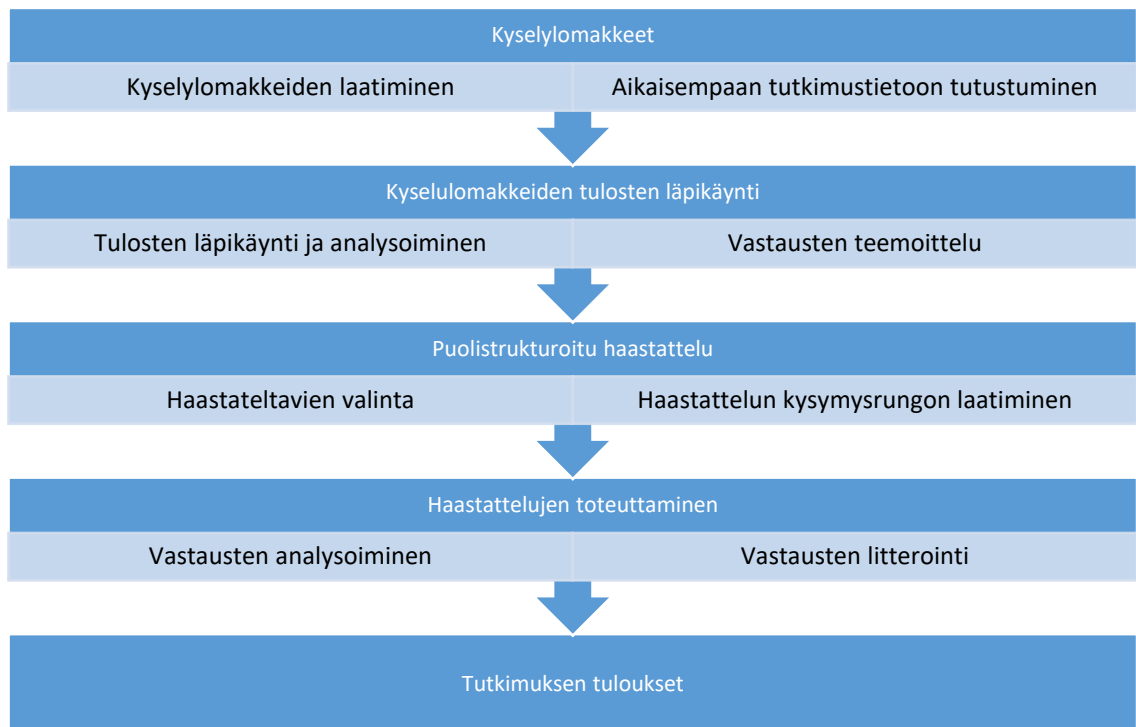 Kyselylomakkeet
Kyselylomakkeiden laatiminen
Aikaisempaan tutkimustietoon tutustuminen
Kyselulomakkeiden tulosten läpikäynti
Tulosten läpikäynti ja analysoiminen
Vastausten teemoittelu
Puolistrukturoitu haastattelu
Haastateltavien valinta
Haastattelun kysymysrungon laatiminen
Haastattelujen toteuttaminen
Vastausten analysoiminen
Vastausten litterointi
Tutkimuksen tuloukset